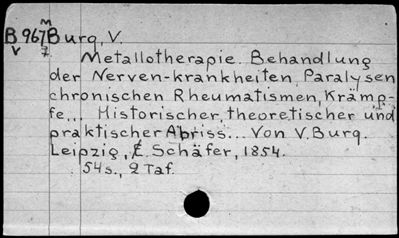 m
B 967 Burq, V.
v 7
Metallotherapie. Behandlung
der Nerven-krankheiten, Paralysen
chronischen Rheumatismen, Krämp-
fe... Historischer, theoretischer und
praktischer Abriss... Von V. Burq.
Leipzig, E. Schäfer, 1854.
54s., 2 Taf.